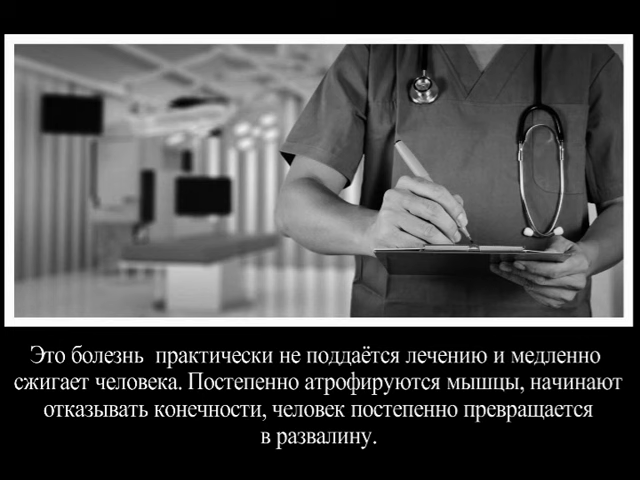 Это болезнь практически не поддаётся лечению и медленно
сжигает человека. Постепенно атрофируются мышцы, начинают
отказывать конечности, человек постепенно превращается
в развалину.